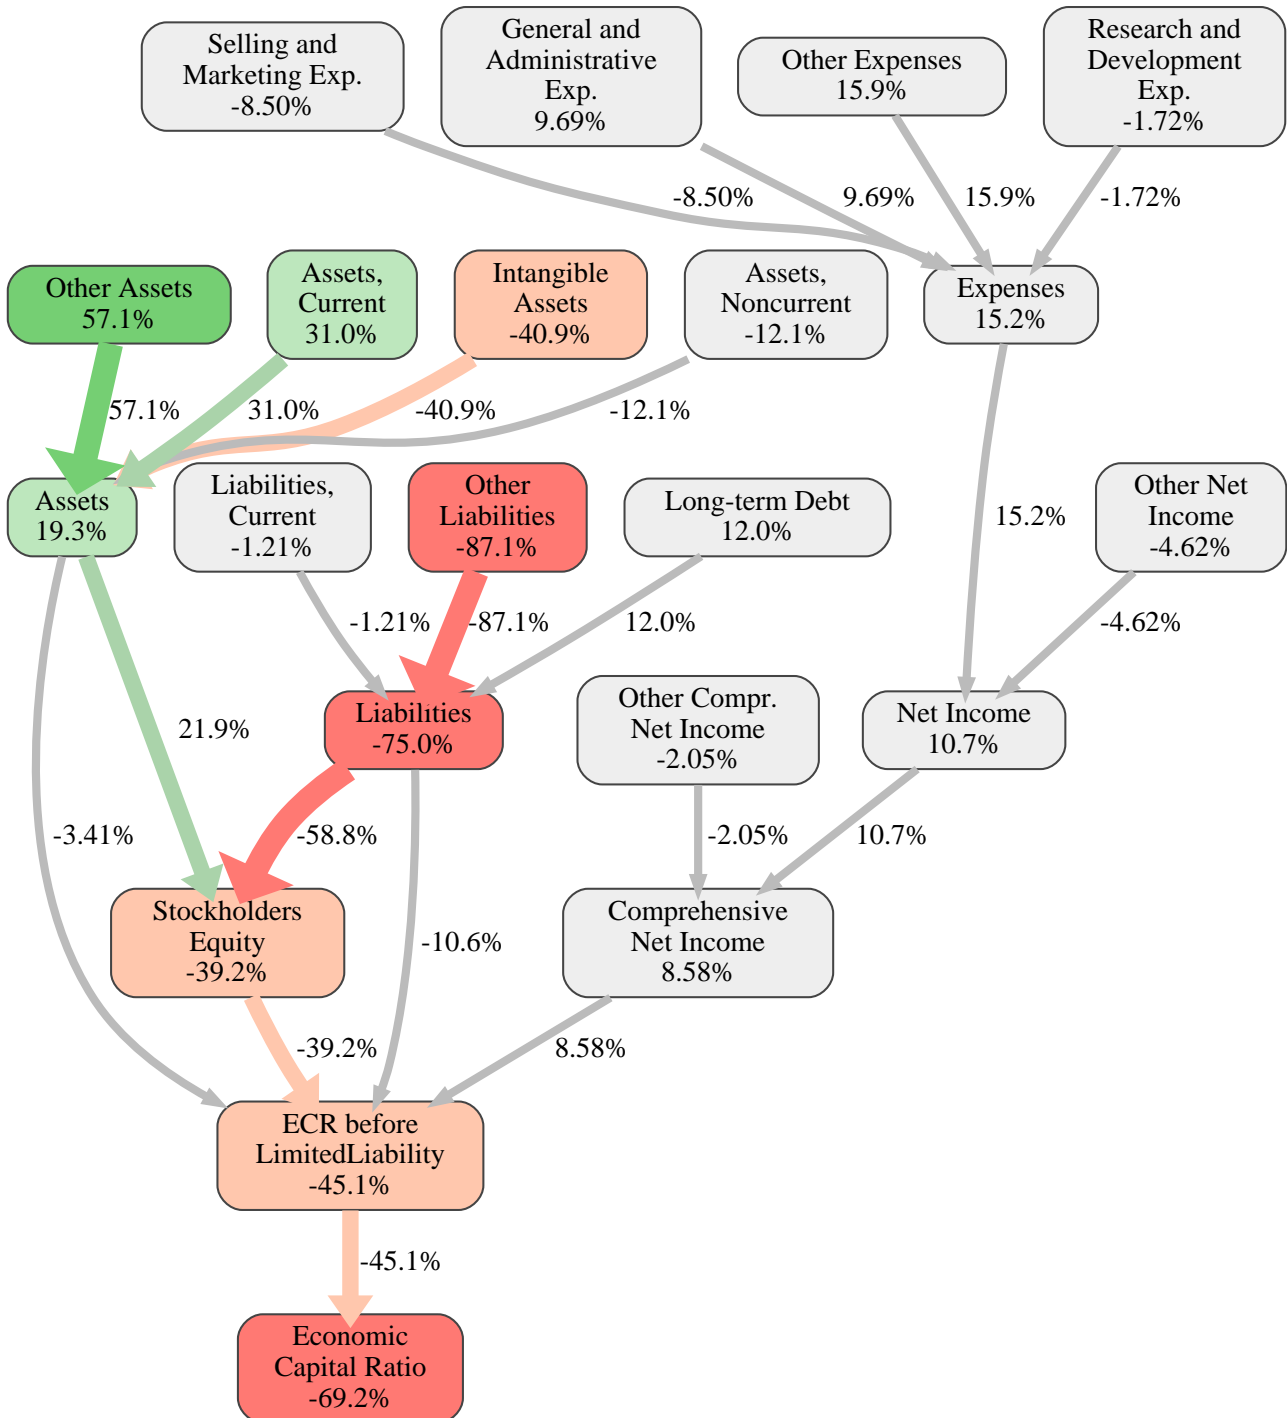 Selling and
Marketing Exp.
-8.50%
General and
Administrative
Exp.
9.69%
Other Expenses
15.9%
Research and
Development
Exp.
-1.72%
-8.50%
9.69%
15.9%
-1.72%
Other Assets
57.1%
Assets,
Current
31.0%
Intangible
Assets
-40.9%
Assets,
Noncurrent
-12.1%
Expenses
15.2%
57.1%
31.0%
-40.9%
-12.1%
Assets
19.3%
Liabilities,
Current
-1.21%
Other
Liabilities
-87.1%
Long-term Debt
12.0%
15.2%
Other Net
Income
-4.62%
-1.21%
-87.1%
12.0%
-4.62%
21.9%
Liabilities
-75.0%
Other Compr.
Net Income
-2.05%
Net Income
10.7%
-3.41%
-58.8%
-2.05%
10.7%
Stockholders
Equity
-39.2%
-10.6%
Comprehensive
Net Income
8.58%
-39.2%
8.58%
ECR before
LimitedLiability
-45.1%
-45.1%
Economic
Capital Ratio
-69.2%